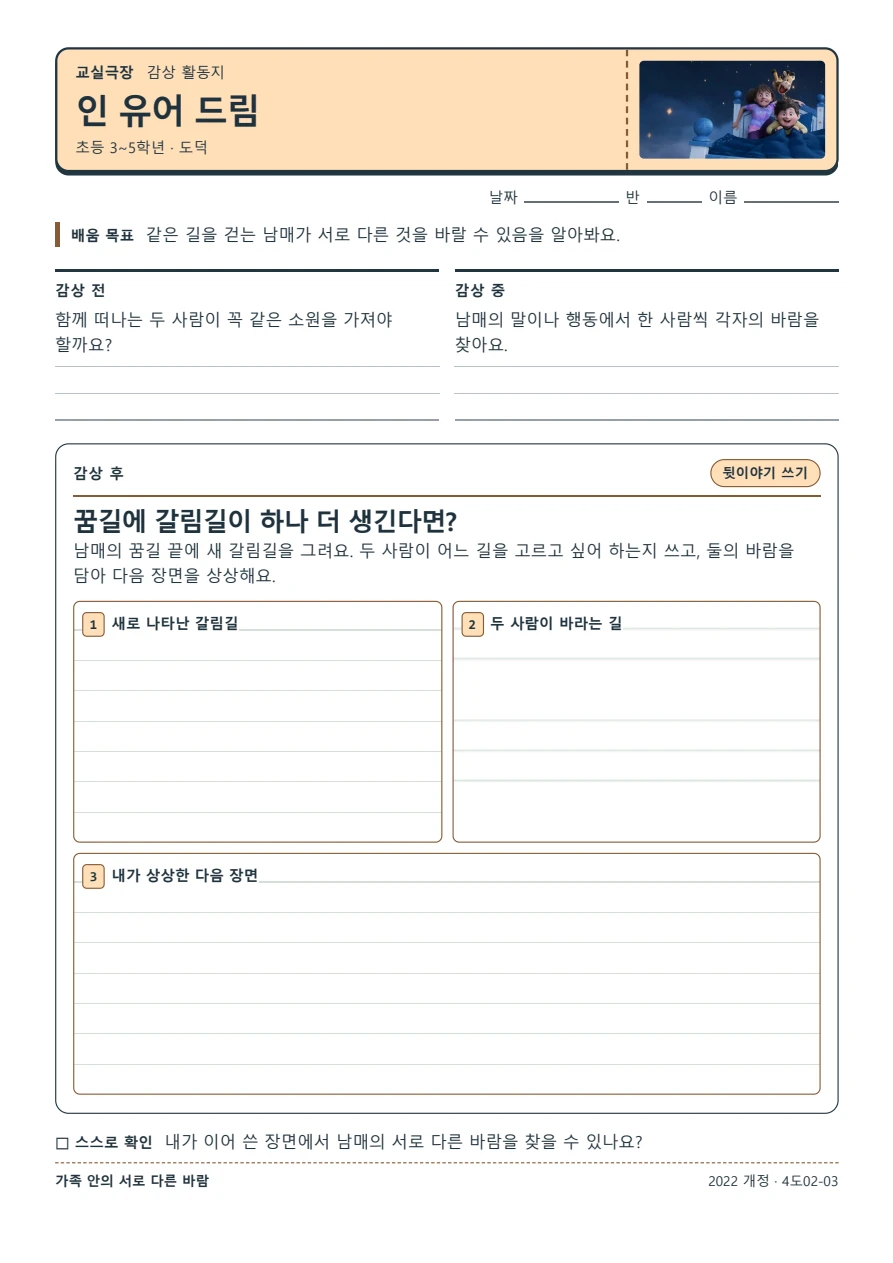 교실극장 감상 활동지
인 유어 드림
초등 3~5학년 · 도덕
날짜 반 이름
배움 목표 같은 길을 걷는 남매가 서로 다른 것을 바랄 수 있음을 알아봐요.
감상 전
함께 떠나는 두 사람이 꼭 같은 소원을 가져야
할까요?
감상 중
남매의 말이나 행동에서 한 사람씩 각자의 바람을
찾아요.
감상 후
뒷이야기 쓰기
꿈길에 갈림길이 하나 더 생긴다면?
남매의 꿈길 끝에 새 갈림길을 그려요. 두 사람이 어느 길을 고르고 싶어 하는지 쓰고, 둘의 바람을
담아 다음 장면을 상상해요.
1 새로 나타난 갈림길
2 두 사람이 바라는 길
3 내가 상상한 다음 장면
□ 스스로 확인 내가 이어 쓴 장면에서 남매의 서로 다른 바람을 찾을 수 있나요?
가족 안의 서로 다른 바람
2022 개정 · 4도02-03